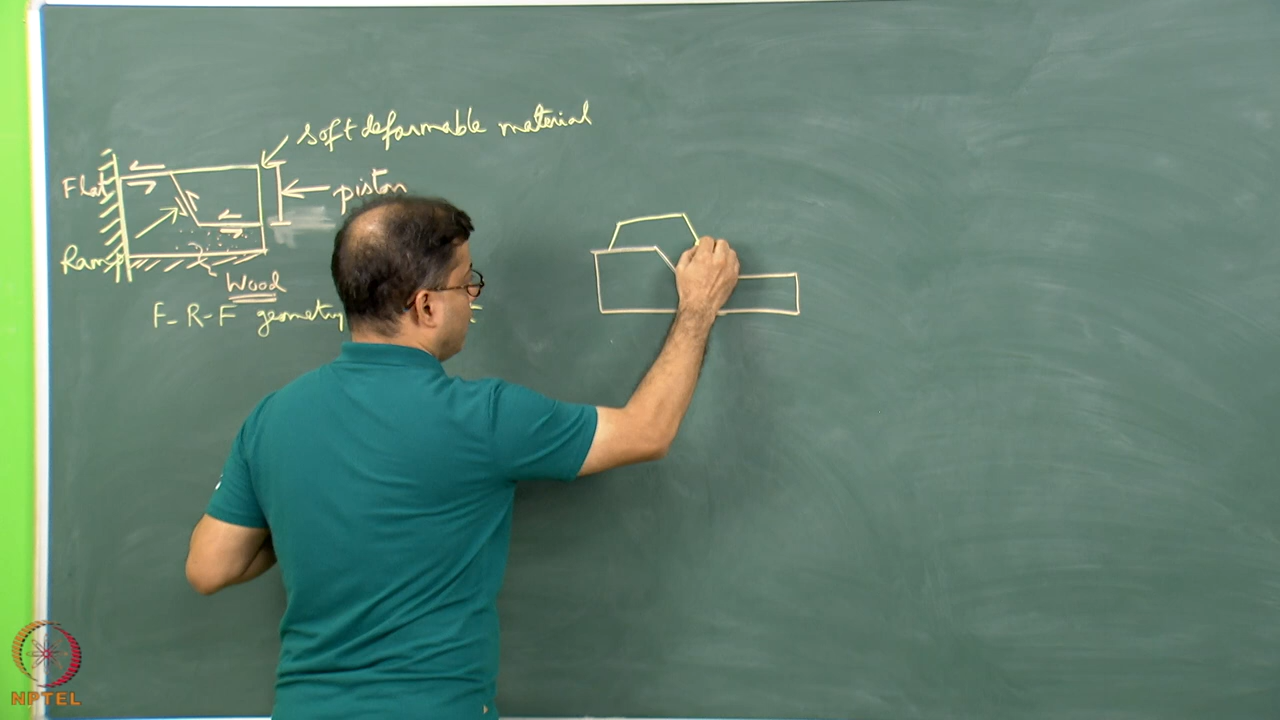 soft deformable material
Flat
piston
Ramp
Wood
F-R-F geometry
NPTEL